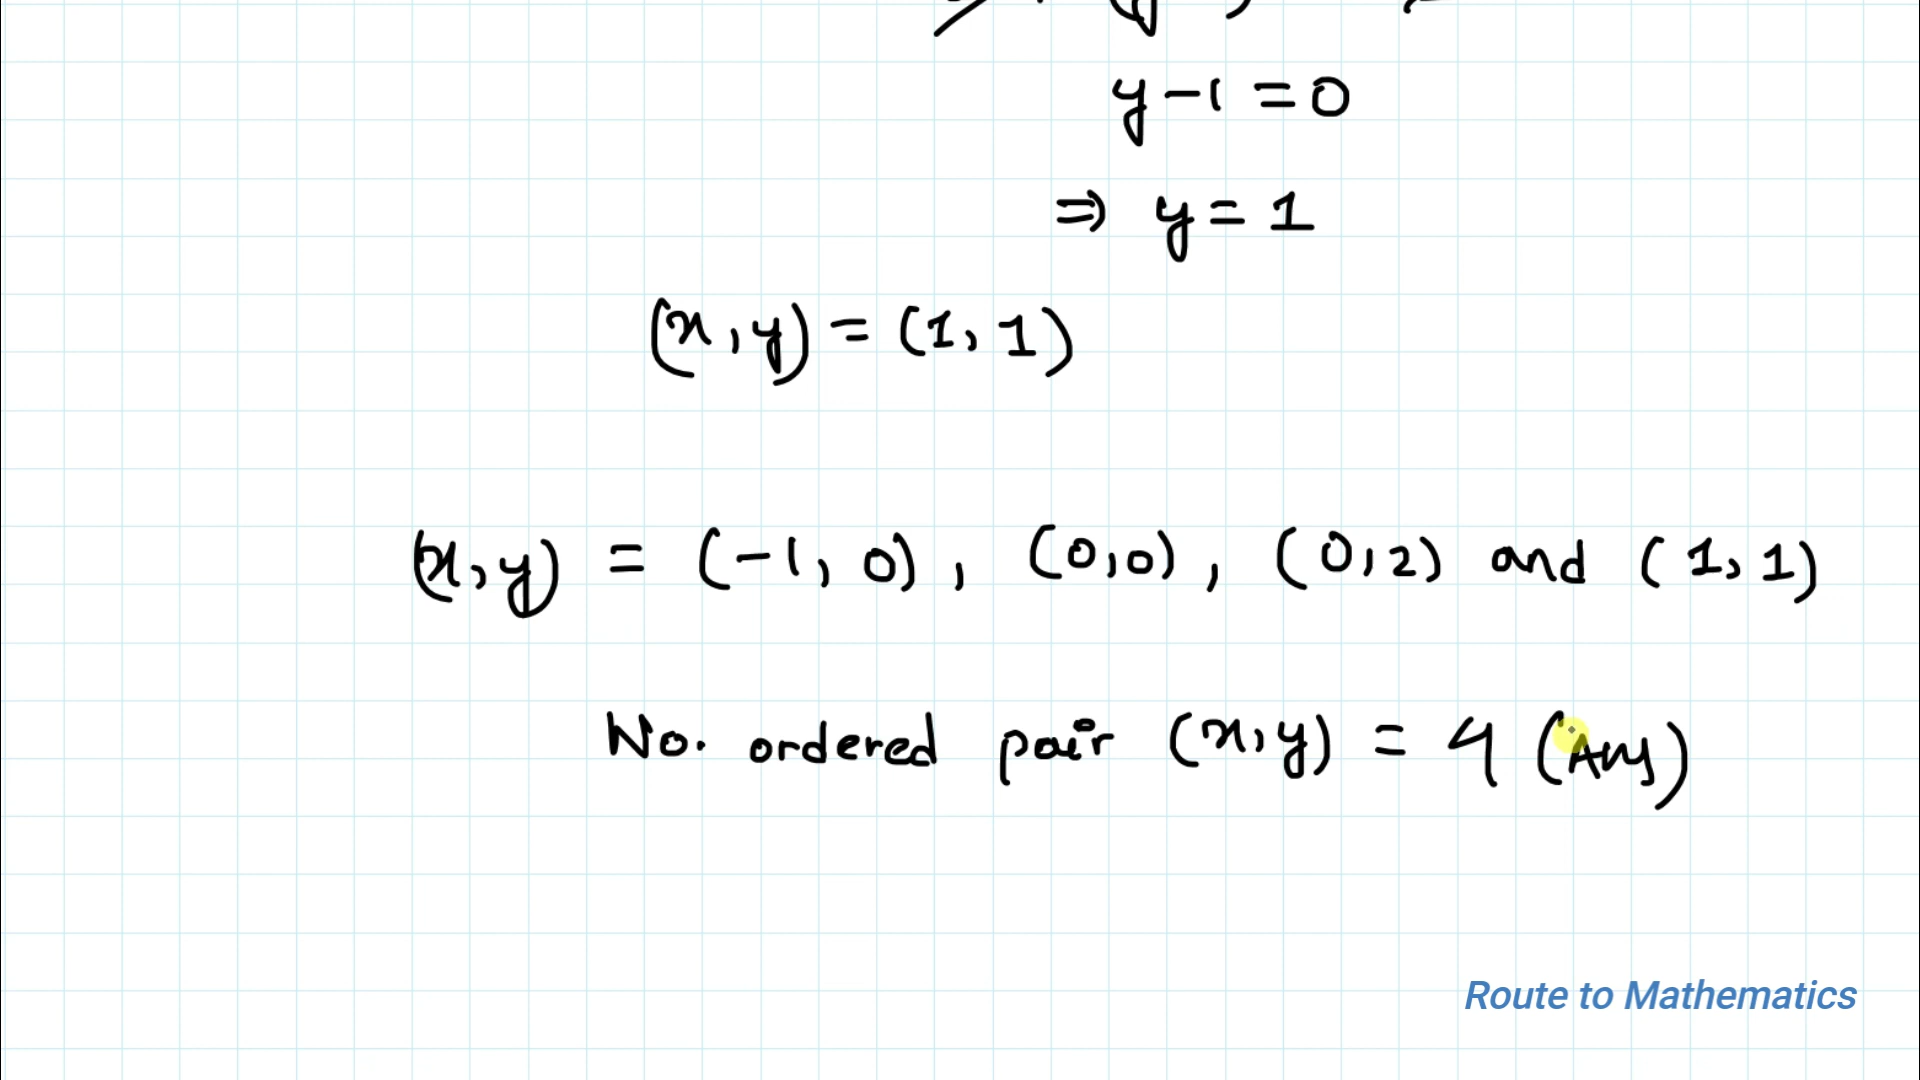 y-1=0
⇒ y=1
(x,y)=(1,1)
(x,y) = (-1,0), (0,0), (0,2) and (1,1)
No. ordered pair (x,y) = 4 (Ans)
Route to Mathematics